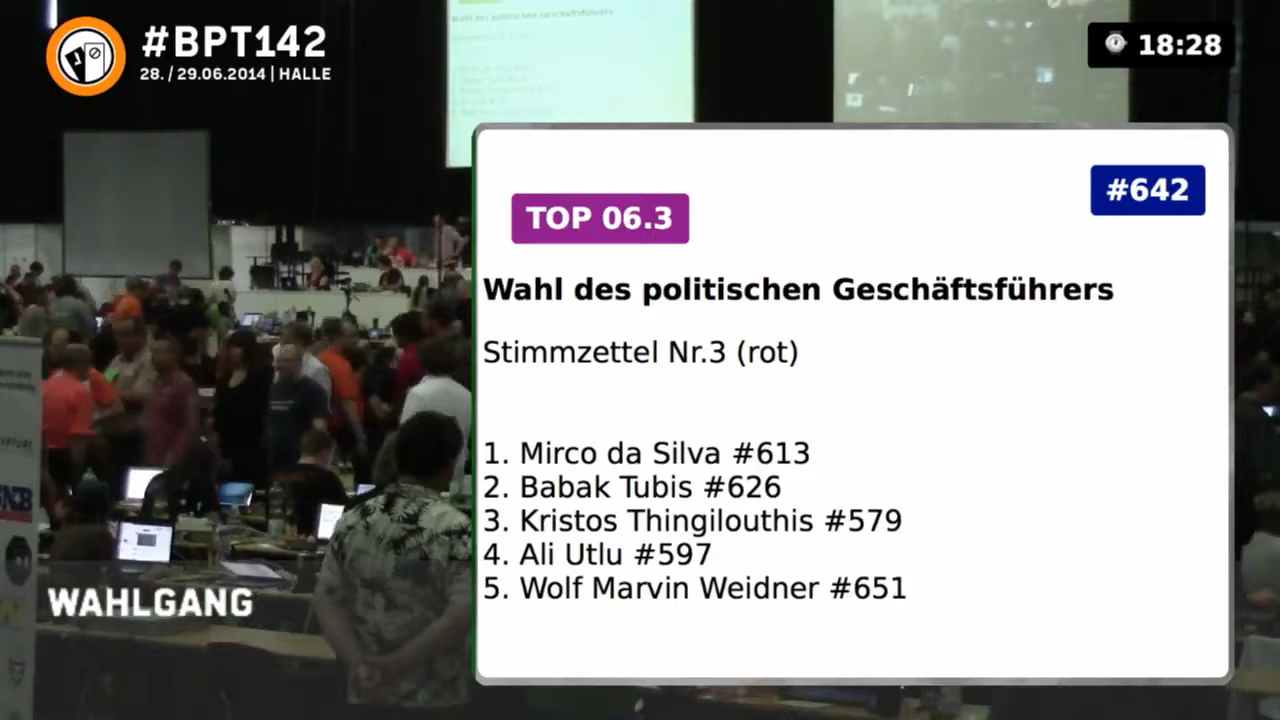 #BPT142
28. / 29.06.2014 | HALLE
18:28
#642
TOP 06.3
Wahl des politischen Geschäftsführers
Stimmzettel Nr.3 (rot)
1. Mirco da Silva #613
2. Babak Tubis #626
3. Kristos Thingilouthis #579
4. Ali Utlu #597
5. Wolf Marvin Weidner #651
WAHLGANG